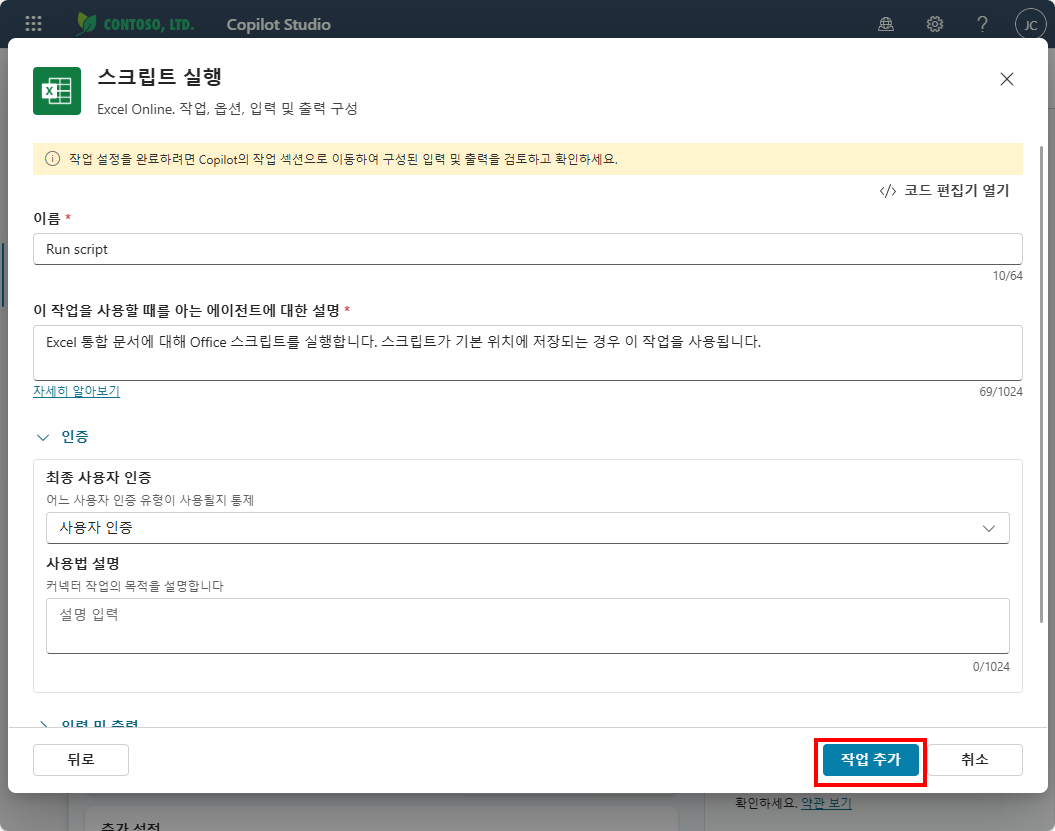 CONTOSO, LTD. Copilot Studio ? JC
스크립트 실행
Excel Online. 작업, 옵션, 입력 및 출력 구성
작업 설정을 완료하려면 Copilot의 작업 섹션으로 이동하여 구성된 입력 및 출력을 검토하고 확인하세요.
</> 코드 편집기 열기
이름 *
Run script
10/64
이 작업을 사용할 때를 아는 에이전트에 대한 설명 *
Excel 통합 문서에 대해 Office 스크립트를 실행합니다. 스크립트가 기본 위치에 저장되는 경우 이 작업을 사용됩니다.
자세히 알아보기 69/1024
인증
최종 사용자 인증
어느 사용자 인증 유형이 사용될지 통제
사용자 인증
사용법 설명
커넥터 작업의 목적을 설명합니다
설명 입력
0/1024
입력 및 출력
뒤로 작업 추가 취소
확인하세요. 약관 보기
추가 설정